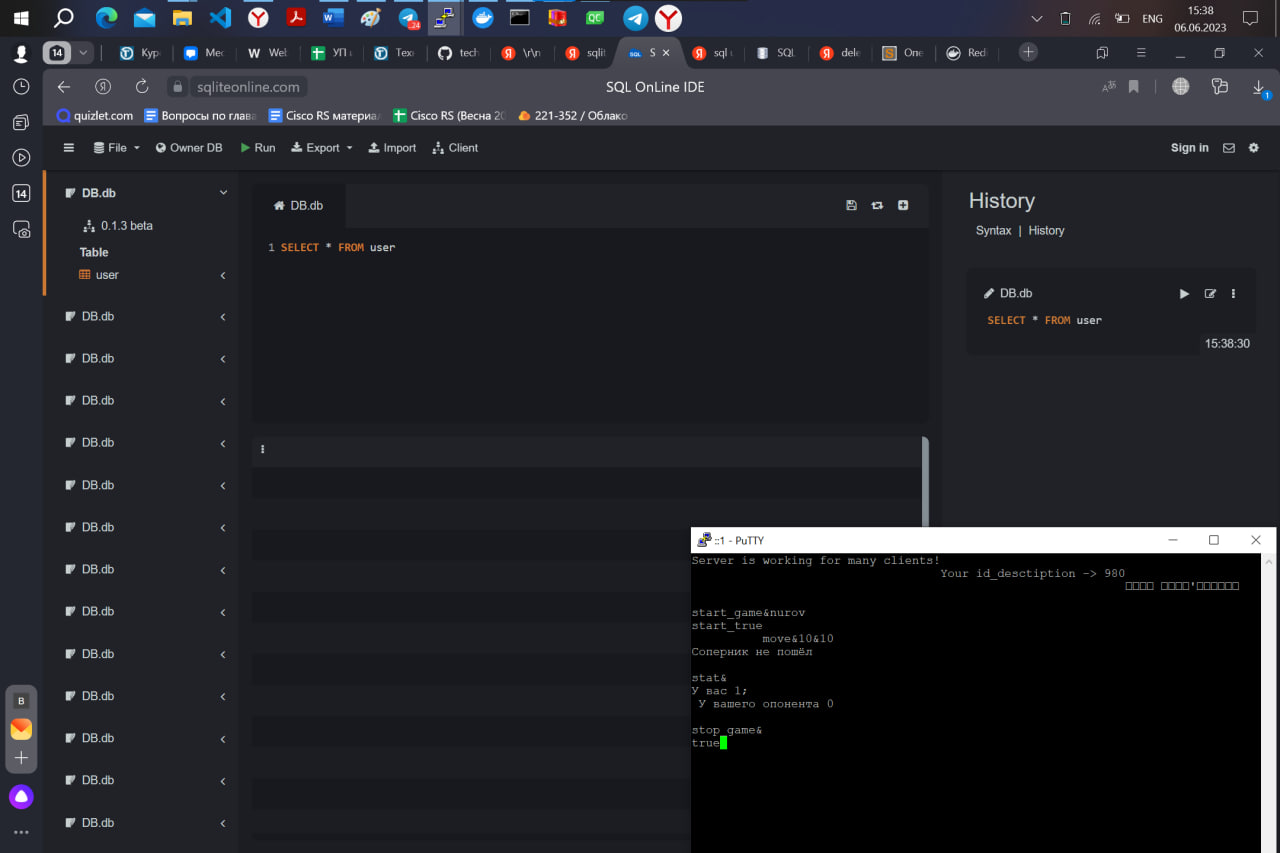 24
QC
ENG
15:38
06.06.2023
14
Кур
Мес
W Web
УП
Техн
tech
\r\n
sqlit
SQL S
sql
SQL
dele
One
Red
sqliteonline.com
SQL OnLine IDE
1
quizlet.com
Вопросы по глава
Cisco RS материа
Cisco RS (Весна 20
221-352 / Облако
File
Owner DB
Run
Export
Import
Client
Sign in
14
DB.db
0.1.3 beta
Table
user
DB.db
DB.db
DB.db
DB.db
DB.db
DB.db
DB.db
DB.db
DB.db
DB.db
DB.db
DB.db
DB.db
B
DB.db
1 SELECT * FROM user
History
Syntax | History
DB.db
SELECT * FROM user
15:38:30
::1 - PuTTY
Server is working for many clients!
Your id_desctiption -> 980
start_game&nurov
start_true
move&10&10
Соперник не пошёл
stat&
У вас 1;
У вашего опонента 0
stop_game&
true